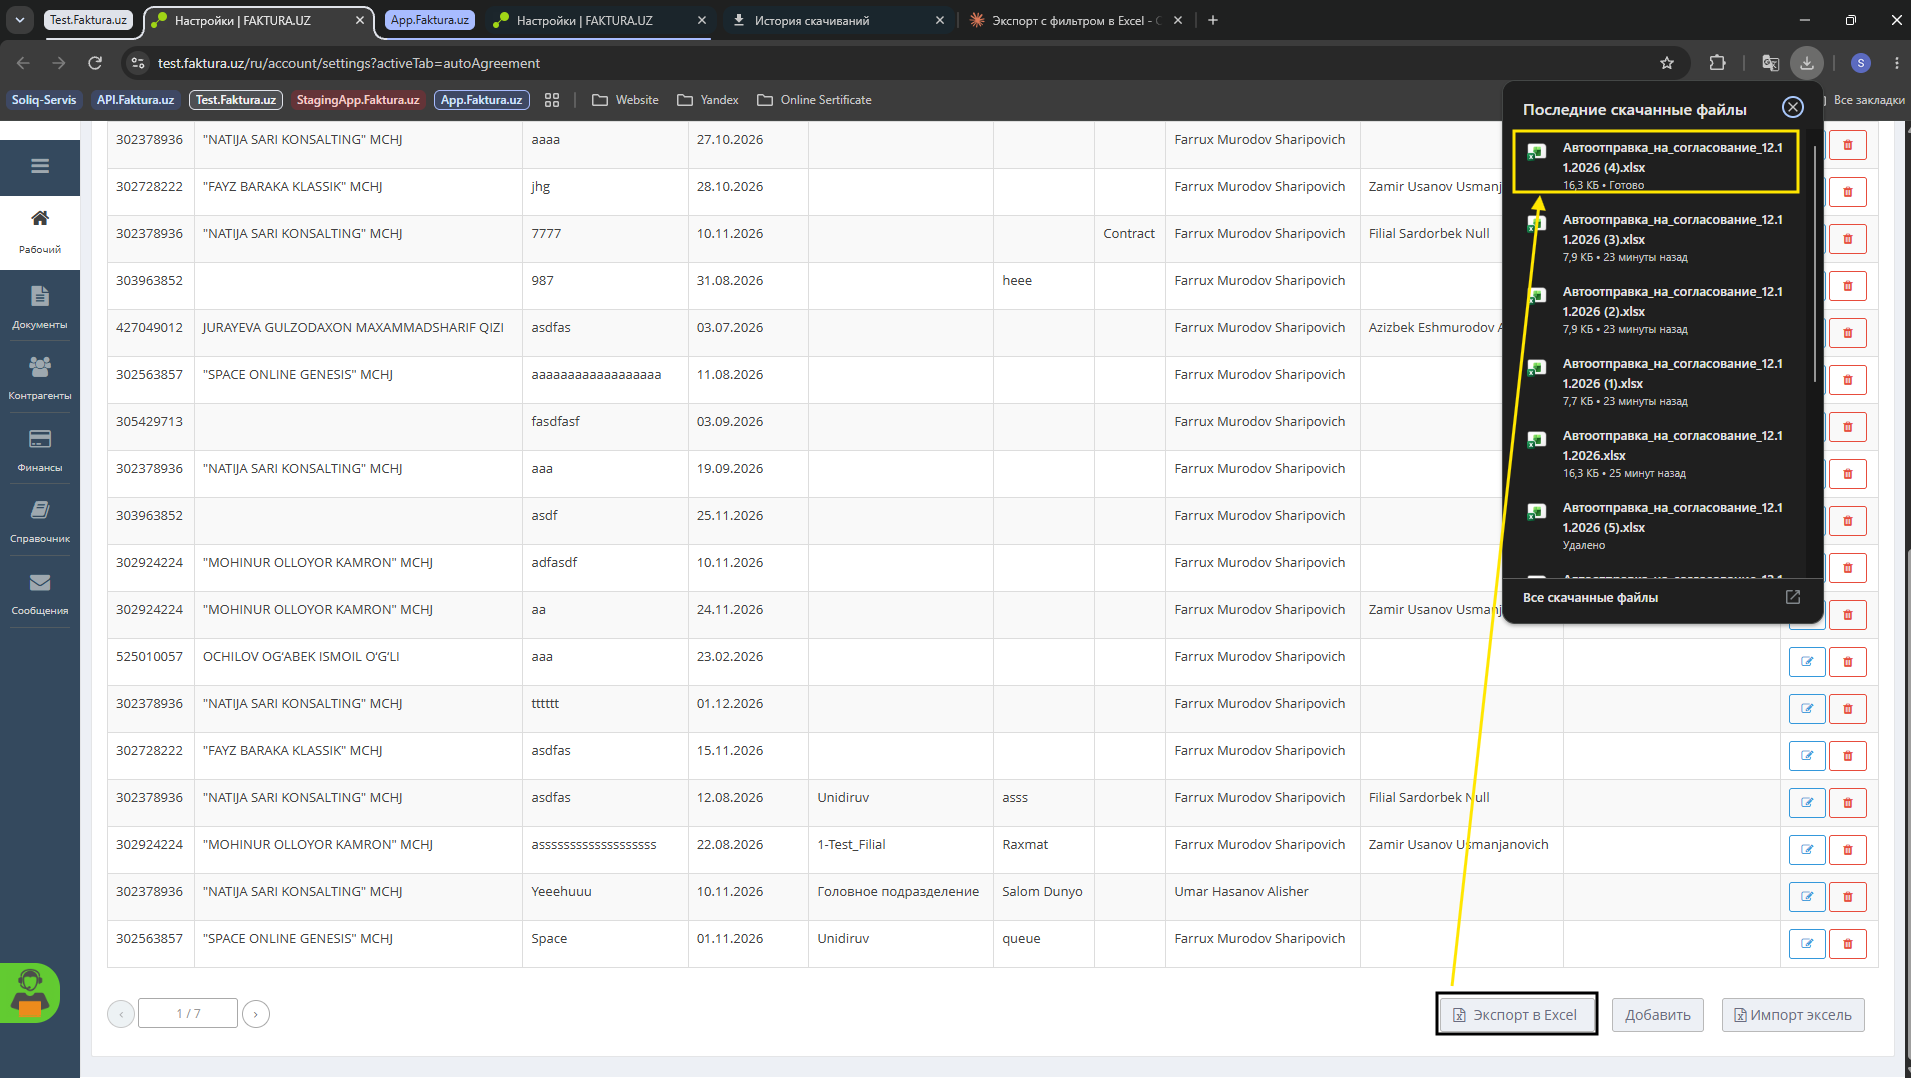 Test.Faktura.uz
Настройки | FAKTURA.UZ
App.Faktura.uz
Настройки | FAKTURA.UZ
История скачиваний
Экспорт с фильтром в Excel - C
test.faktura.uz/ru/account/settings?activeTab=autoAgreement
S
Soliq-Servis
API.Faktura.uz
Test.Faktura.uz
StagingApp.Faktura.uz
App.Faktura.uz
Website
Yandex
Online Sertificate
Все закладки
Рабочий
Документы
Контрагенты
Финансы
Справочник
Сообщения
302378936 "NATIJA SARI KONSALTING" MCHJ aaaa 27.10.2026 Farrux Murodov Sharipovich
302728222 "FAYZ BARAKA KLASSIK" MCHJ jhg 28.10.2026 Farrux Murodov Sharipovich Zamir Usanov Usmanj
302378936 "NATIJA SARI KONSALTING" MCHJ 7777 10.11.2026 Contract Farrux Murodov Sharipovich Filial Sardorbek Null
303963852 987 31.08.2026 heee Farrux Murodov Sharipovich
427049012 JURAYEVA GULZODAXON MAXAMMADSHARIF QIZI asdfas 03.07.2026 Farrux Murodov Sharipovich Azizbek Eshmurodov A
302563857 "SPACE ONLINE GENESIS" MCHJ aaaaaaaaaaaaaaaaaa 11.08.2026 Farrux Murodov Sharipovich
305429713 fasdfasf 03.09.2026 Farrux Murodov Sharipovich
302378936 "NATIJA SARI KONSALTING" MCHJ aaa 19.09.2026 Farrux Murodov Sharipovich
303963852 asdf 25.11.2026 Farrux Murodov Sharipovich
302924224 "MOHINUR OLLOYOR KAMRON" MCHJ adfasdf 10.11.2026 Farrux Murodov Sharipovich
302924224 "MOHINUR OLLOYOR KAMRON" MCHJ aa 24.11.2026 Farrux Murodov Sharipovich Zamir Usanov Usmanj
525010057 OCHILOV OG‘ABEK ISMOIL O‘G‘LI aaa 23.02.2026 Farrux Murodov Sharipovich
302378936 "NATIJA SARI KONSALTING" MCHJ tttttt 01.12.2026 Farrux Murodov Sharipovich
302728222 "FAYZ BARAKA KLASSIK" MCHJ asdfas 15.11.2026 Farrux Murodov Sharipovich
302378936 "NATIJA SARI KONSALTING" MCHJ asdfas 12.08.2026 Unidiruv asss Farrux Murodov Sharipovich Filial Sardorbek Null
302924224 "MOHINUR OLLOYOR KAMRON" MCHJ asssssssssssssssssss 22.08.2026 1-Test_Filial Raxmat Farrux Murodov Sharipovich Zamir Usanov Usmanjanovich
302378936 "NATIJA SARI KONSALTING" MCHJ Yeeehuuu 10.11.2026 Головное подразделение Salom Dunyo Umar Hasanov Alisher
302563857 "SPACE ONLINE GENESIS" MCHJ Space 01.11.2026 Unidiruv queue Farrux Murodov Sharipovich
Последние скачанные файлы
Автоотправка_на_согласование_12.1
1.2026 (4).xlsx
16,3 КБ • Готово
Автоотправка_на_согласование_12.1
1.2026 (3).xlsx
7,9 КБ • 23 минуты назад
Автоотправка_на_согласование_12.1
1.2026 (2).xlsx
7,9 КБ • 23 минуты назад
Автоотправка_на_согласование_12.1
1.2026 (1).xlsx
7,7 КБ • 23 минуты назад
Автоотправка_на_согласование_12.1
1.2026.xlsx
16,3 КБ • 25 минут назад
Автоотправка_на_согласование_12.1
1.2026 (5).xlsx
Удалено
Все скачанные файлы
1 / 7
Экспорт в Excel
Добавить
Импорт эксель